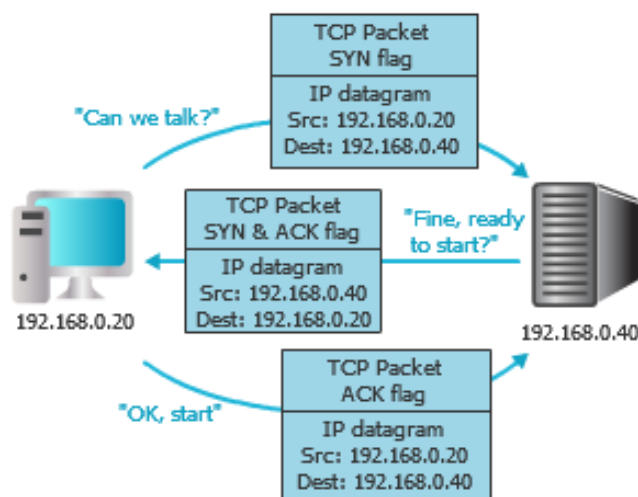 TCP Packet
SYN flag
IP datagram
Src: 192.168.0.20
Dest: 192.168.0.40
"Can we talk?"
TCP Packet
SYN & ACK flag
IP datagram
Src: 192.168.0.40
Dest: 192.168.0.20
"Fine, ready
to start?"
192.168.0.20
192.168.0.40
"OK, start"
TCP Packet
ACK flag
IP datagram
Src: 192.168.0.20
Dest: 192.168.0.40